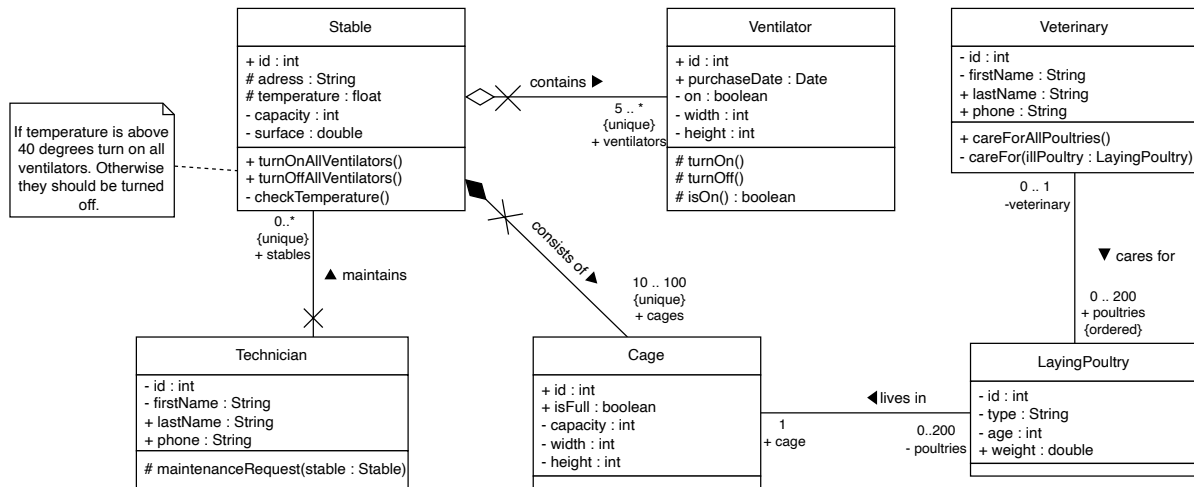 Stable
+ id : int
# adress : String
# temperature : float
- capacity : int
- surface : double
+ turnOnAllVentilators()
+ turnOffAllVentilators()
- checkTemperature()
If temperature is above
40 degrees turn on all
ventilators. Otherwise
they should be turned
off.
contains ▶
5 .. *
{unique}
+ ventilators
Ventilator
+ id : int
+ purchaseDate : Date
- on : boolean
- width : int
- height : int
# turnOn()
# turnOff()
# isOn() : boolean
Veterinary
- id : int
- firstName : String
+ lastName : String
+ phone : String
+ careForAllPoultries()
- careFor(illPoultry : LayingPoultry)
0 .. 1
-veterinary
▼ cares for
0 .. 200
+ poultries
{ordered}
0..*
{unique}
+ stables
▲ maintains
consists of ▶
10 .. 100
{unique}
+ cages
Technician
- id : int
- firstName : String
+ lastName : String
+ phone : String
# maintenanceRequest(stable : Stable)
Cage
+ id : int
+ isFull : boolean
- capacity : int
- width : int
- height : int
◀ lives in
1
+ cage
0..200
- poultries
LayingPoultry
- id : int
- type : String
- age : int
+ weight : double